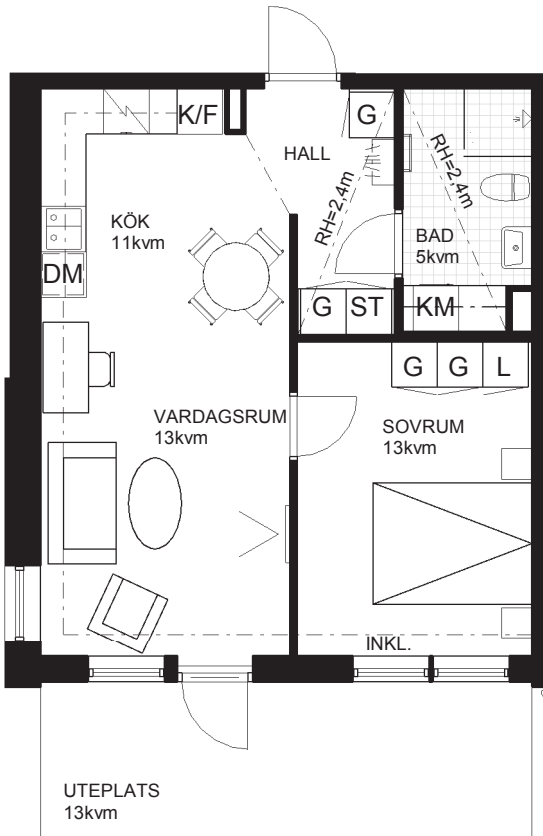 K/F
G
HALL
RH=2,4m
RH=2,4m
KÖK
11kvm
BAD
5kvm
DM
G
ST
KM
G
G
L
VARDAGSRUM
13kvm
SOVRUM
13kvm
INKL.
UTEPLATS
13kvm